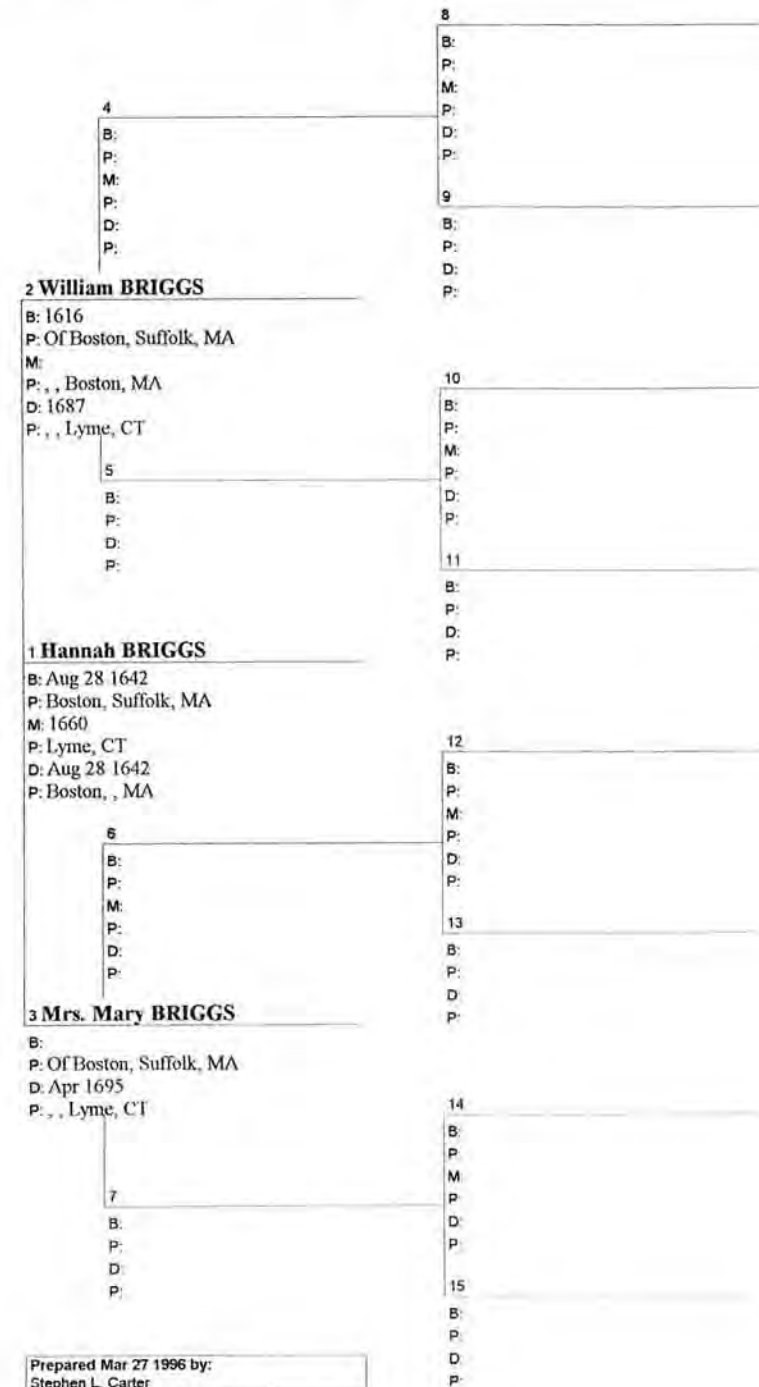 8
B:
P:
M:
P:
D:
P:
4
B:
P:
M:
P:
D:
P:
9
B:
P:
D:
P:
2 William BRIGGS
B: 1616
P: Of Boston, Suffolk, MA
M:
P: , , Boston, MA
D: 1687
P: , , Lyme, CT
10
B:
P:
M:
P:
D:
P:
5
B:
P:
D:
P:
11
B:
P:
D:
P:
1 Hannah BRIGGS
B: Aug 28 1642
P: Boston, Suffolk, MA
M: 1660
P: Lyme, CT
D: Aug 28 1642
P: Boston, , MA
12
B:
P:
M:
P:
D:
P:
6
B:
P:
M:
P:
D:
P:
13
B:
P:
D
P:
3 Mrs. Mary BRIGGS
B:
P: Of Boston, Suffolk, MA
D: Apr 1695
P: , , Lyme, CT
14
B:
P
M
P
D:
P:
7
B:
P:
D:
P:
15
B:
P:
D
P:
Prepared Mar 27 1996 by:
Stephen L. Carter